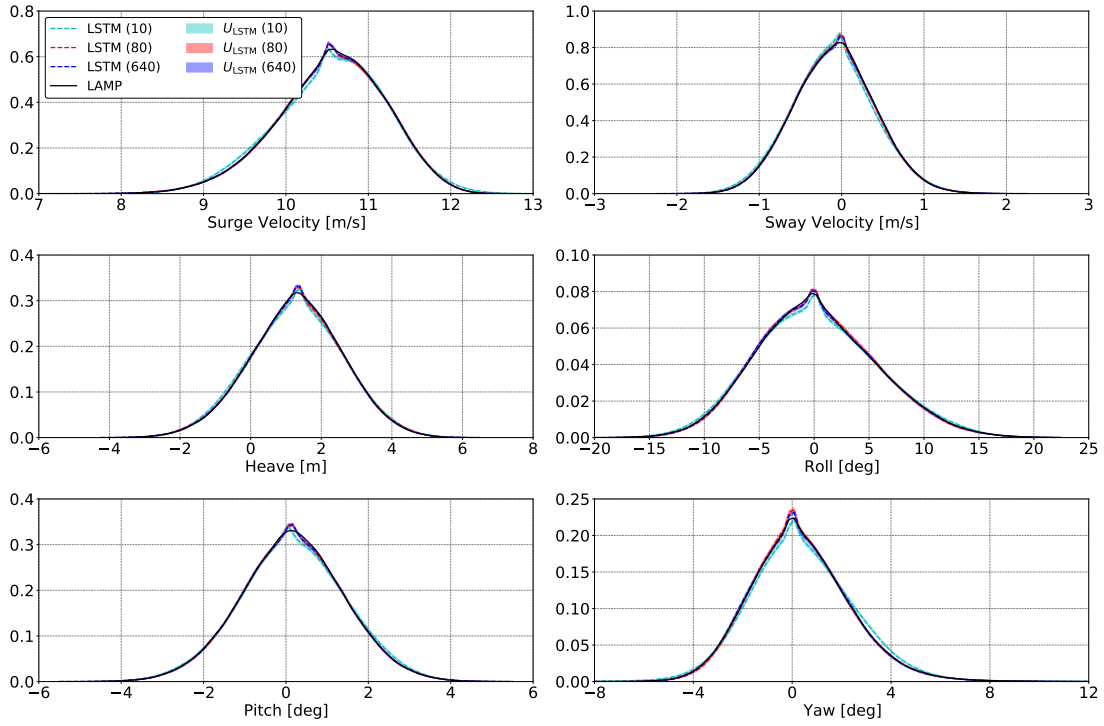 0.8
0.6
0.4
0.2
0.0
LSTM (10)
LSTM (80)
LSTM (640)
LAMP
U_LSTM (10)
U_LSTM (80)
U_LSTM (640)
7 8 9 10 11 12 13
Surge Velocity [m/s]
1.0
0.8
0.6
0.4
0.2
0.0
−3 −2 −1 0 1 2 3
Sway Velocity [m/s]
0.4
0.3
0.2
0.1
0.0
−6 −4 −2 0 2 4 6 8
Heave [m]
0.10
0.08
0.06
0.04
0.02
0.00
−20 −15 −10 −5 0 5 10 15 20 25
Roll [deg]
0.4
0.3
0.2
0.1
0.0
−6 −4 −2 0 2 4 6
Pitch [deg]
0.25
0.20
0.15
0.10
0.05
0.00
−8 −4 0 4 8 12
Yaw [deg]